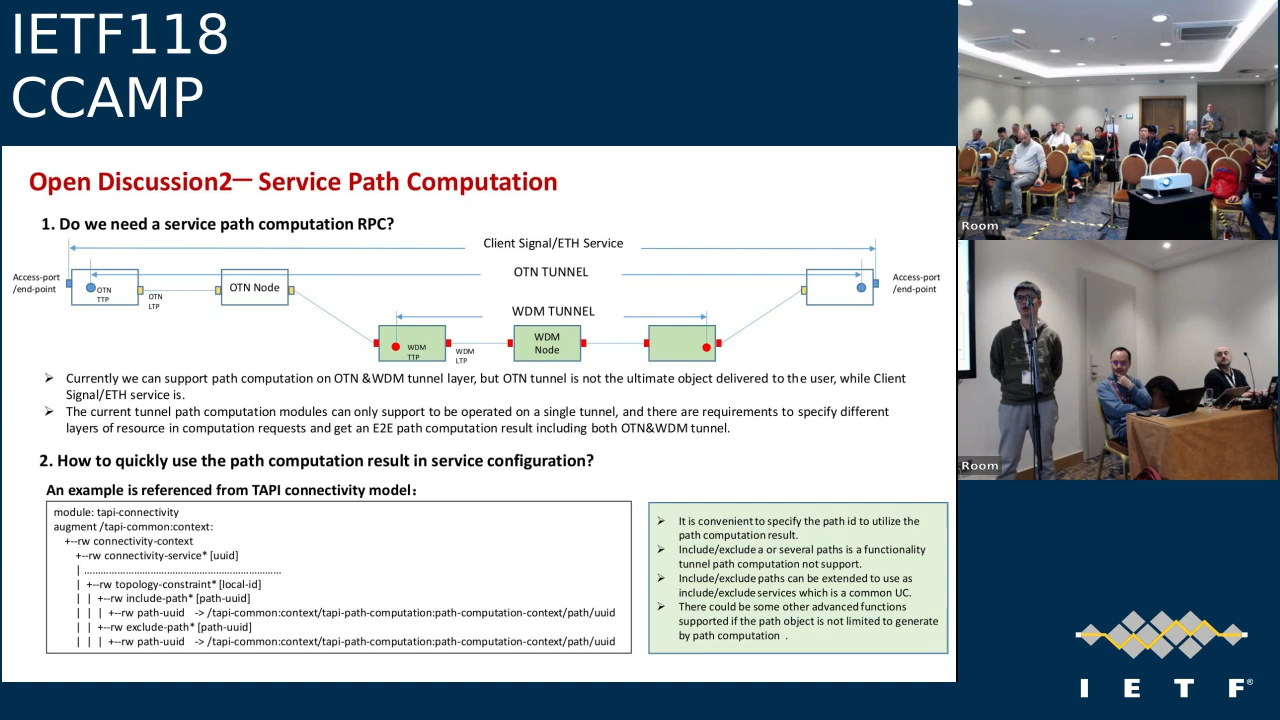 IETF118
CCAMP
Open Discussion2— Service Path Computation
1. Do we need a service path computation RPC?
Client Signal/ETH Service
OTN TUNNEL
WDM TUNNEL
Access-port
/end-point
OTN
TTP
OTN
LTP
OTN Node
Access-port
/end-point
WDM
TTP
WDM
LTP
WDM
Node
➢ Currently we can support path computation on OTN &WDM tunnel layer, but OTN tunnel is not the ultimate object delivered to the user, while Client
Signal/ETH service is.
➢ The current tunnel path computation modules can only support to be operated on a single tunnel, and there are requirements to specify different
layers of resource in computation requests and get an E2E path computation result including both OTN&WDM tunnel.
2. How to quickly use the path computation result in service configuration?
An example is referenced from TAPI connectivity model：
module: tapi-connectivity
augment /tapi-common:context:
+--rw connectivity-context
+--rw connectivity-service* [uuid]
| ……………………………………………………
| +--rw topology-constraint* [local-id]
| | +--rw include-path* [path-uuid]
| | | +--rw path-uuid -> /tapi-common:context/tapi-path-computation:path-computation-context/path/uuid
| | +--rw exclude-path* [path-uuid]
| | | +--rw path-uuid -> /tapi-common:context/tapi-path-computation:path-computation-context/path/uuid
➢ It is convenient to specify the path id to utilize the
path computation result.
➢ Include/exclude a or several paths is a functionality
tunnel path computation not support.
➢ Include/exclude paths can be extended to use as
include/exclude services which is a common UC.
➢ There could be some other advanced functions
supported if the path object is not limited to generate
by path computation .
Room
Room
I E T F®